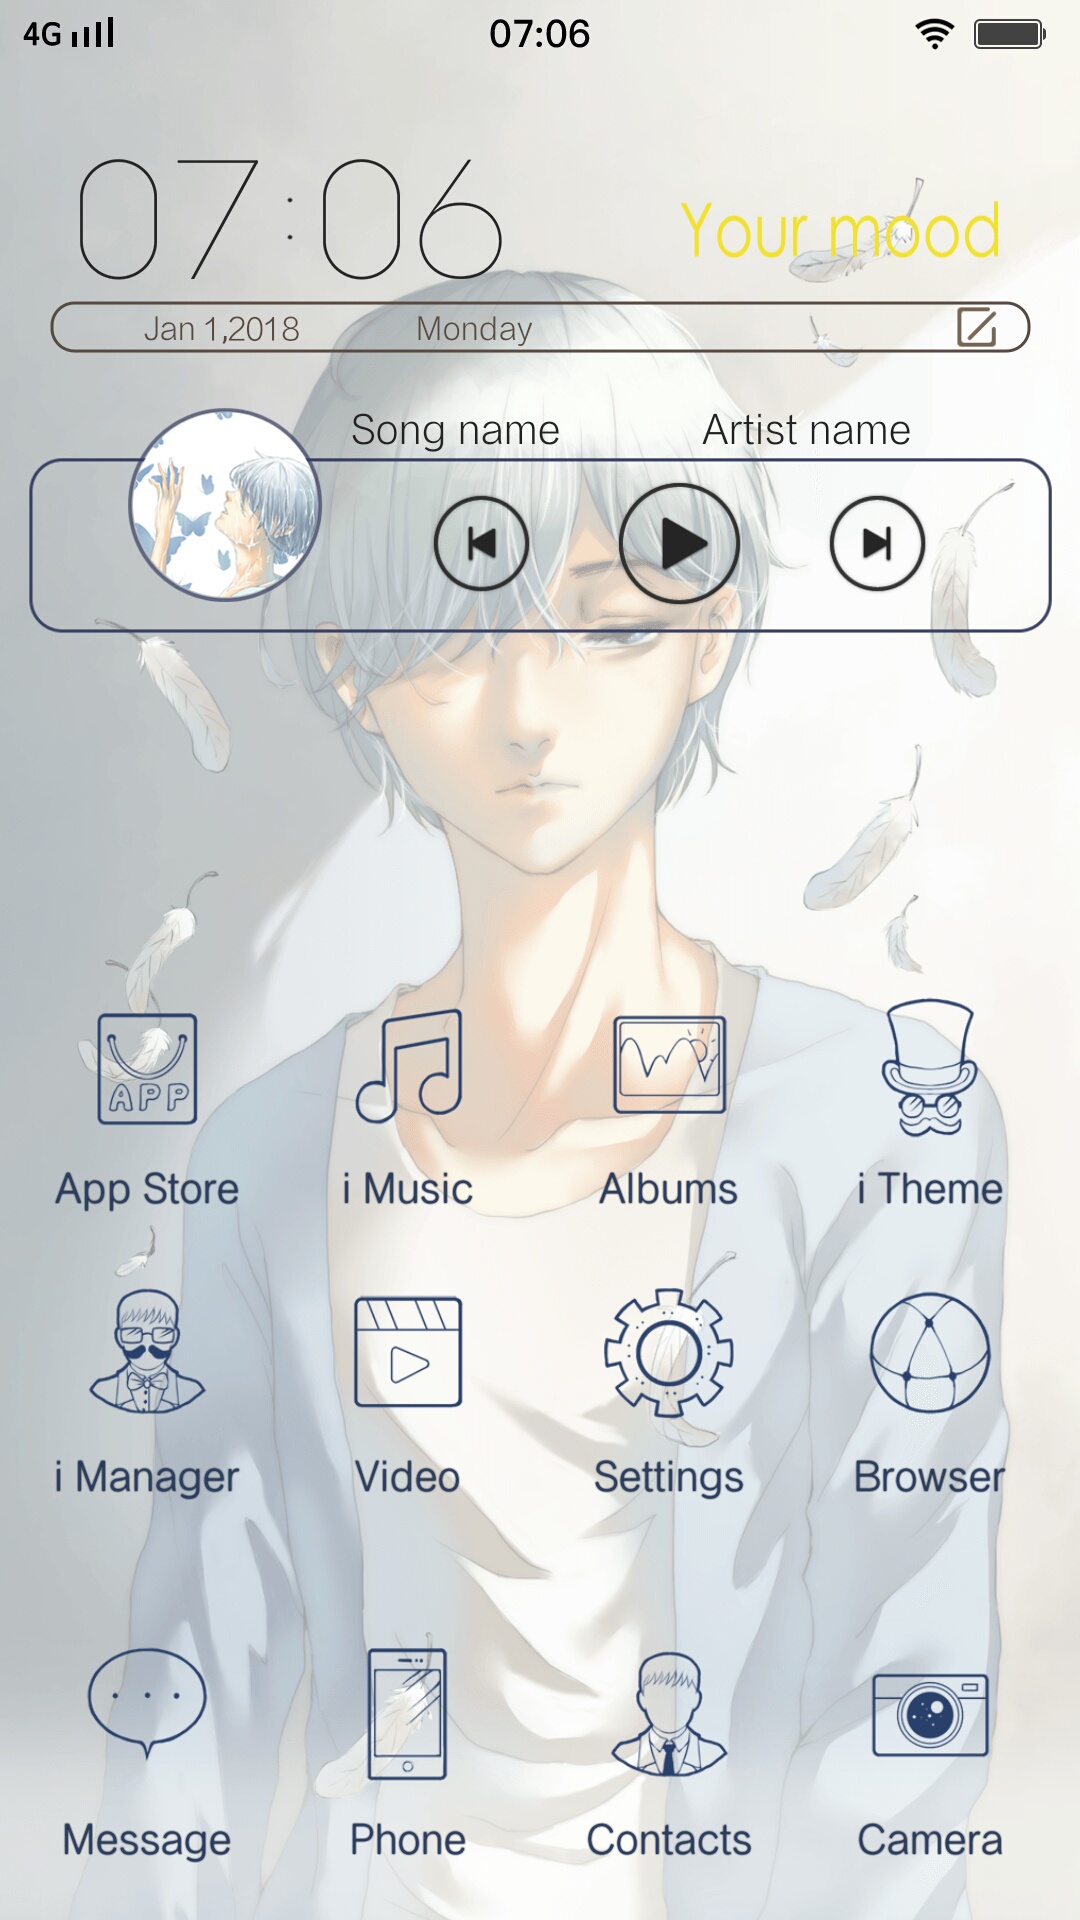 4G 07:06
07:06 Your mood
Jan 1,2018 Monday
Song name Artist name
APP
App Store i Music Albums i Theme
i Manager Video Settings Browser
Message Phone Contacts Camera